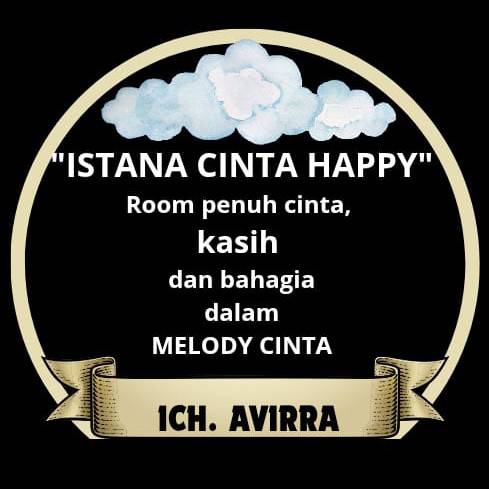 "ISTANA CINTA HAPPY"
Room penuh cinta,
kasih
dan bahagia
dalam
MELODY CINTA
ICH. AVIRRA